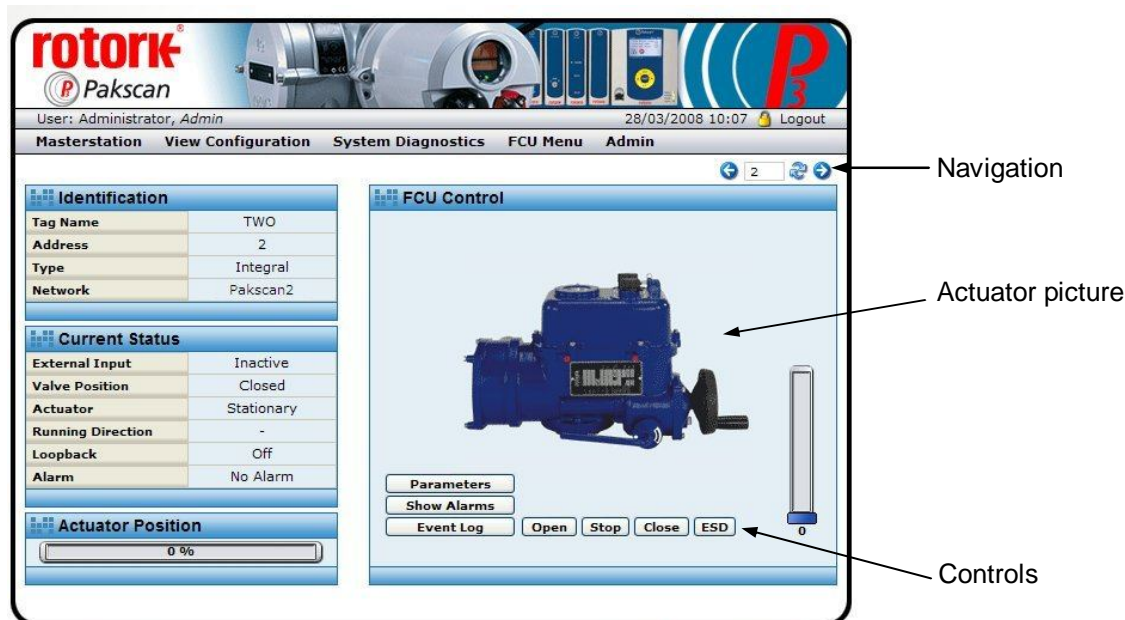 rotork®
P Pakscan
P3
User: Administrator, Admin 28/03/2008 10:07 Logout
Masterstation View Configuration System Diagnostics FCU Menu Admin
2
Navigation
Identification
Tag Name TWO
Address 2
Type Integral
Network Pakscan2
Current Status
External Input Inactive
Valve Position Closed
Actuator Stationary
Running Direction -
Loopback Off
Alarm No Alarm
Actuator Position
0 %
FCU Control
Actuator picture
Parameters
Show Alarms
Event Log Open Stop Close ESD
0
Controls